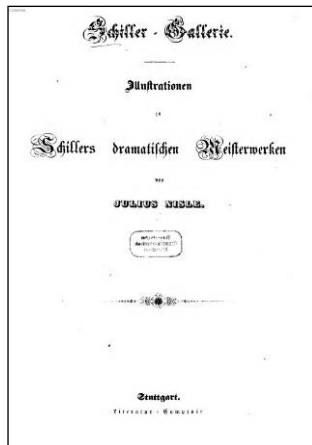 Schiller - Gallerie.
Illustrationen
zu
Schillers dramatischen Meisterwerken
von
JULIUS NISLE.
Stuttgart.
Literatur - Comptoir